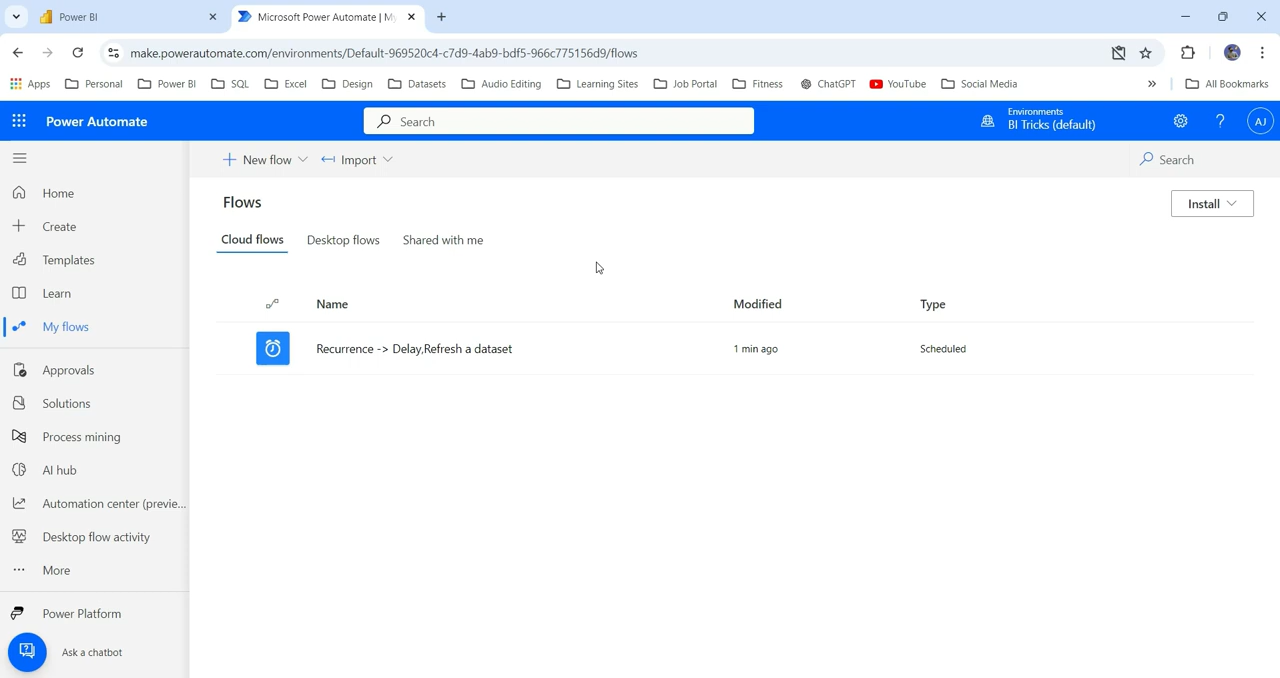 Power BI
Microsoft Power Automate | My
make.powerautomate.com/environments/Default-969520c4-c7d9-4ab9-bdf5-966c775156d9/flows
Apps Personal Power BI SQL Excel Design Datasets Audio Editing Learning Sites Job Portal Fitness ChatGPT YouTube Social Media » All Bookmarks
Power Automate
Search
Environments
BI Tricks (default)
?
AJ
New flow
Import
Search
Home
Create
Templates
Learn
My flows
Approvals
Solutions
Process mining
AI hub
Automation center (previe...
Desktop flow activity
More
Power Platform
Ask a chatbot
Flows
Install
Cloud flows Desktop flows Shared with me
Name Modified Type
Recurrence -> Delay,Refresh a dataset 1 min ago Scheduled